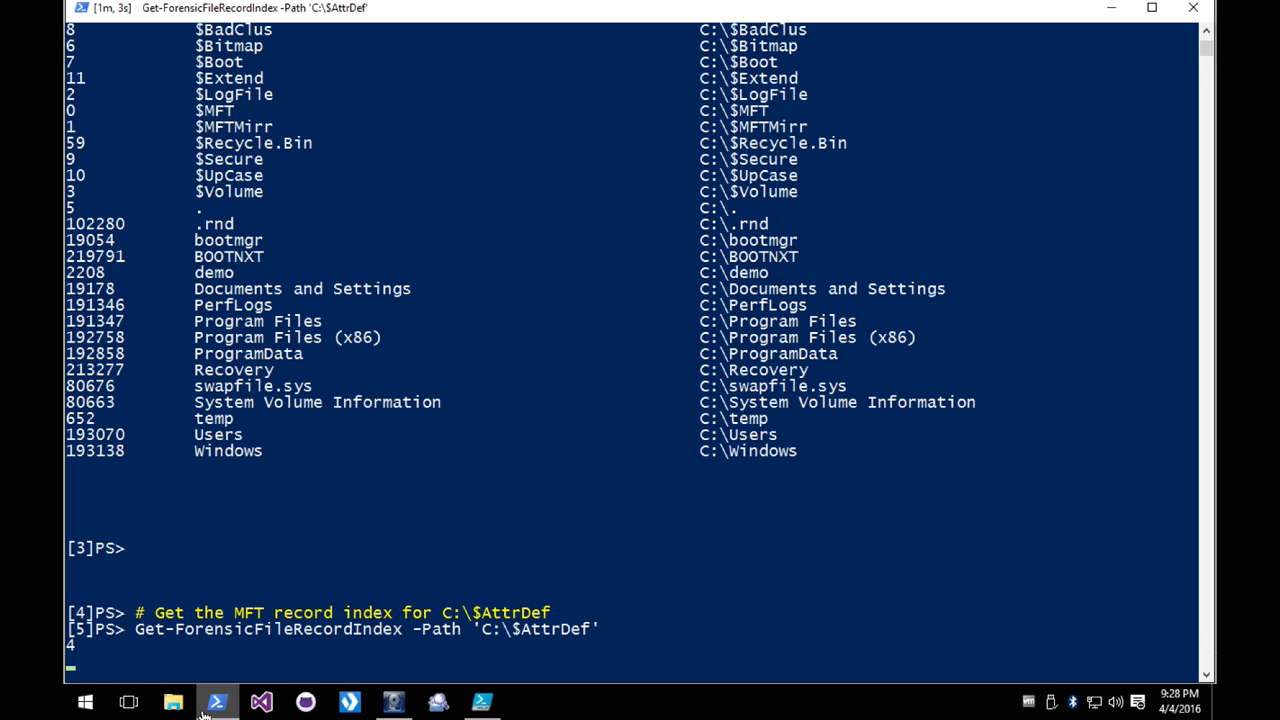 [1m, 3s] Get-ForensicFileRecordIndex -Path 'C:\$AttrDef'
8 $BadClus C:\$BadClus
6 $Bitmap C:\$Bitmap
7 $Boot C:\$Boot
11 $Extend C:\$Extend
2 $LogFile C:\$LogFile
0 $MFT C:\$MFT
1 $MFTMirr C:\$MFTMirr
59 $Recycle.Bin C:\$Recycle.Bin
9 $Secure C:\$Secure
10 $UpCase C:\$UpCase
3 $Volume C:\$Volume
5 . C:\.
102280 .rnd C:\.rnd
19054 bootmgr C:\bootmgr
219791 BOOTNXT C:\BOOTNXT
2208 demo C:\demo
19178 Documents and Settings C:\Documents and Settings
191346 PerfLogs C:\PerfLogs
191347 Program Files C:\Program Files
192758 Program Files (x86) C:\Program Files (x86)
192858 ProgramData C:\ProgramData
213277 Recovery C:\Recovery
80676 swapfile.sys C:\swapfile.sys
80663 System Volume Information C:\System Volume Information
652 temp C:\temp
193070 Users C:\Users
193138 Windows C:\Windows
[3]PS>
[4]PS> # Get the MFT record index for C:\$AttrDef
[5]PS> Get-ForensicFileRecordIndex -Path 'C:\$AttrDef'
4
vm
9:28 PM
4/4/2016